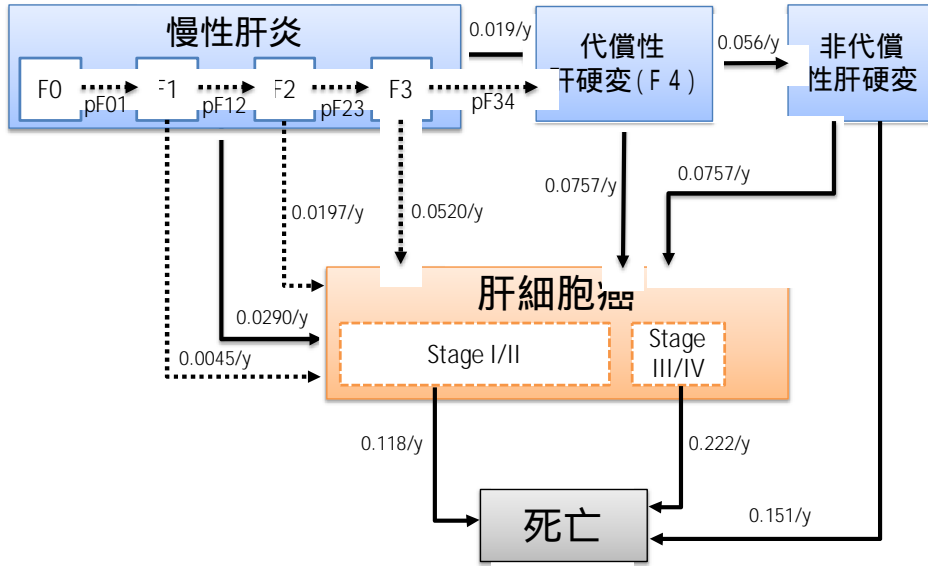 慢性肝炎
0.019/y
代償性
肝硬変(F4)
0.056/y
非代償
性肝硬変
F0
pF01
F1
pF12
F2
pF23
F3
pF34
0.0197/y
0.0520/y
0.0757/y
0.0757/y
肝細胞癌
0.0290/y
0.0045/y
Stage I/II
Stage
III/IV
0.118/y
0.222/y
死亡
0.151/y